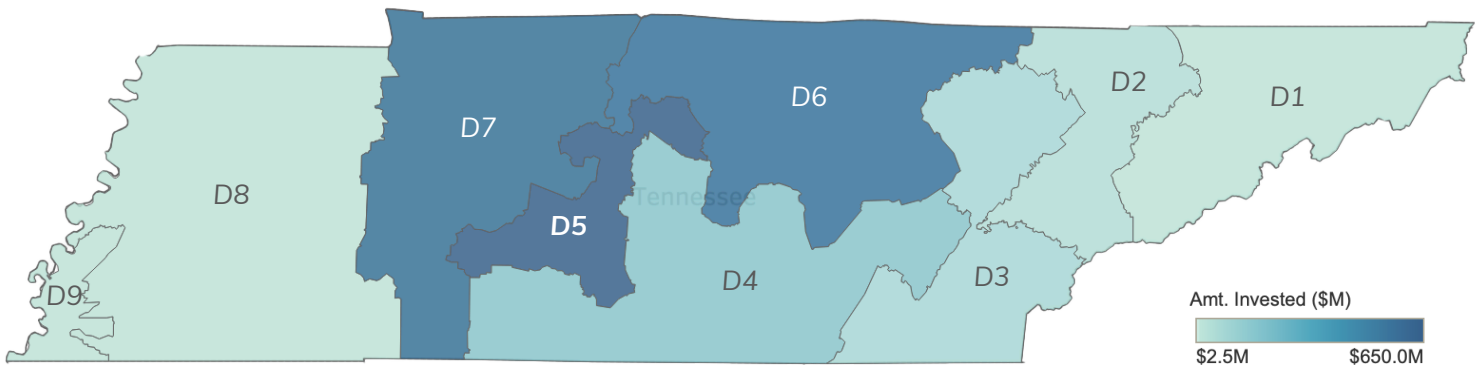 D6
D2
D1
D7
D8
Tennessee
D5
D4
D3
D9
Amt. Invested ($M)
$2.5M $650.0M